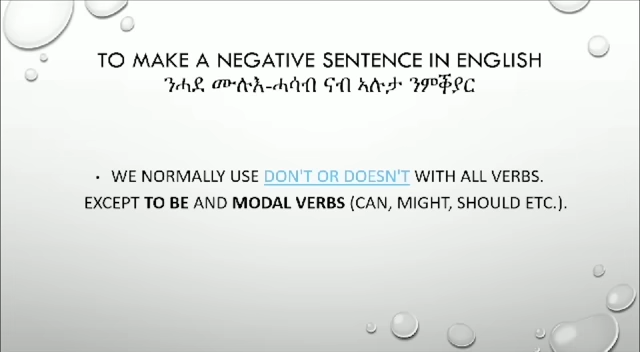 TO MAKE A NEGATIVE SENTENCE IN ENGLISH
ንሓደ ሙሉእ-ሓሳብ ናብ ኣሉታ ንምቕያር
• WE NORMALLY USE DON'T OR DOESN'T WITH ALL VERBS.
EXCEPT TO BE AND MODAL VERBS (CAN, MIGHT, SHOULD ETC.).